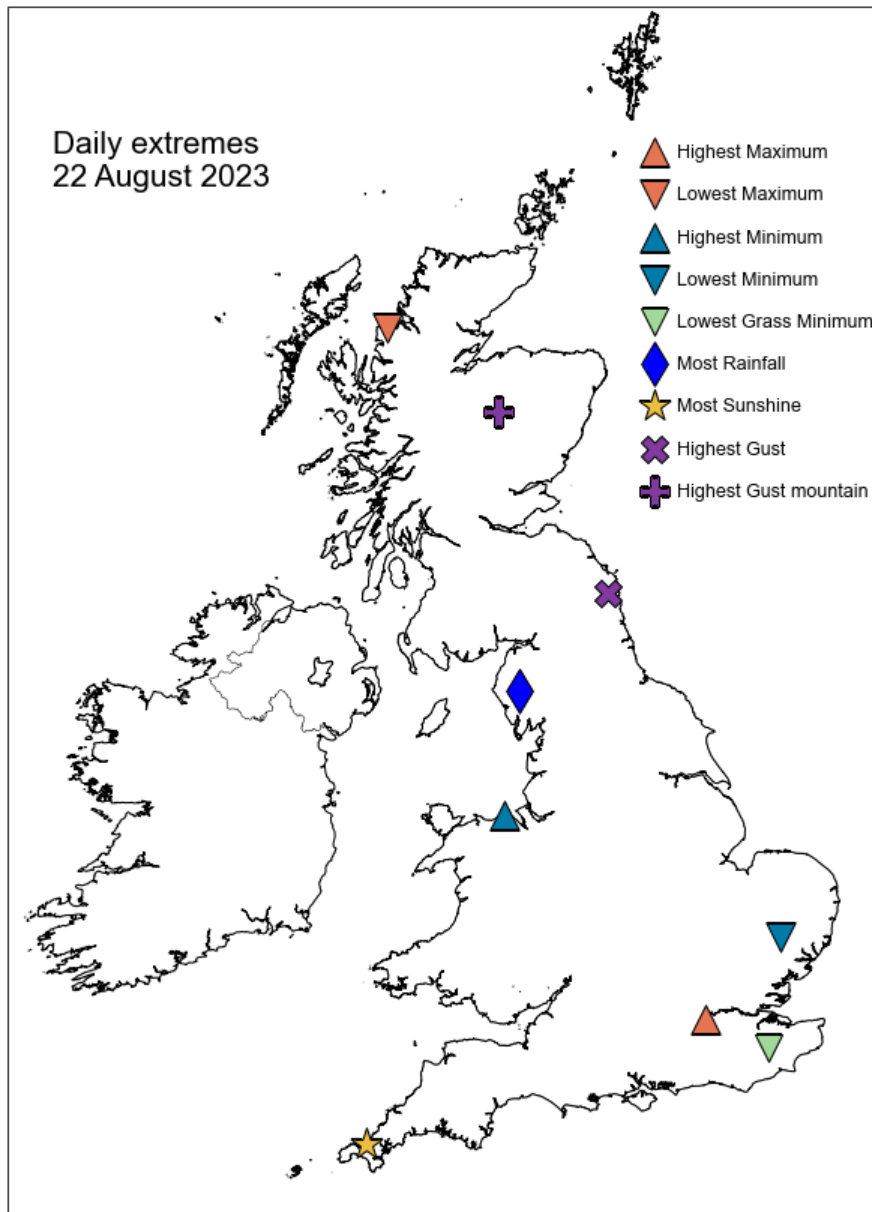 Daily extremes
22 August 2023
Highest Maximum
Lowest Maximum
Highest Minimum
Lowest Minimum
Lowest Grass Minimum
Most Rainfall
Most Sunshine
Highest Gust
Highest Gust mountain